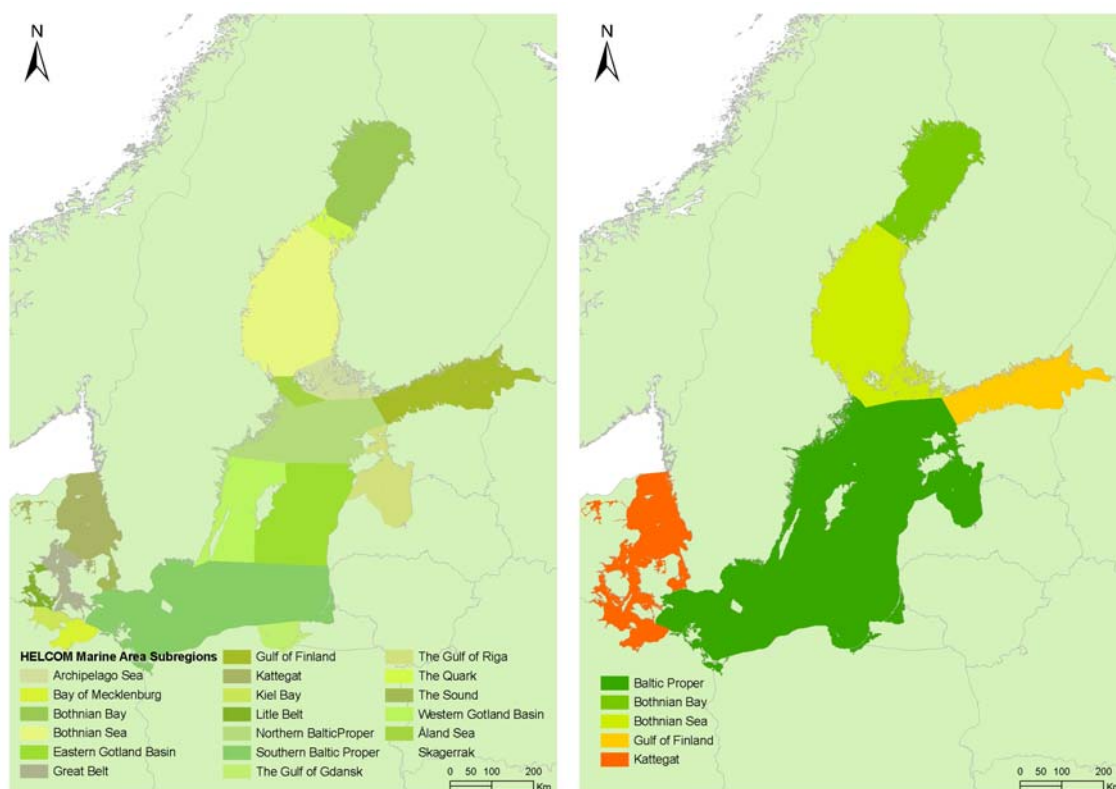 N
HELCOM Marine Area Subregions
Archipelago Sea
Bay of Mecklenburg
Bothnian Bay
Bothnian Sea
Eastern Gotland Basin
Great Belt
Gulf of Finland
Kattegat
Kiel Bay
Litle Belt
Northern BalticProper
Southern Baltic Proper
The Gulf of Gdansk
The Gulf of Riga
The Quark
The Sound
Western Gotland Basin
Åland Sea
Skagerrak
0 50 100 200
Km
N
Baltic Proper
Bothnian Bay
Bothnian Sea
Gulf of Finland
Kattegat
0 50 100 200
Km